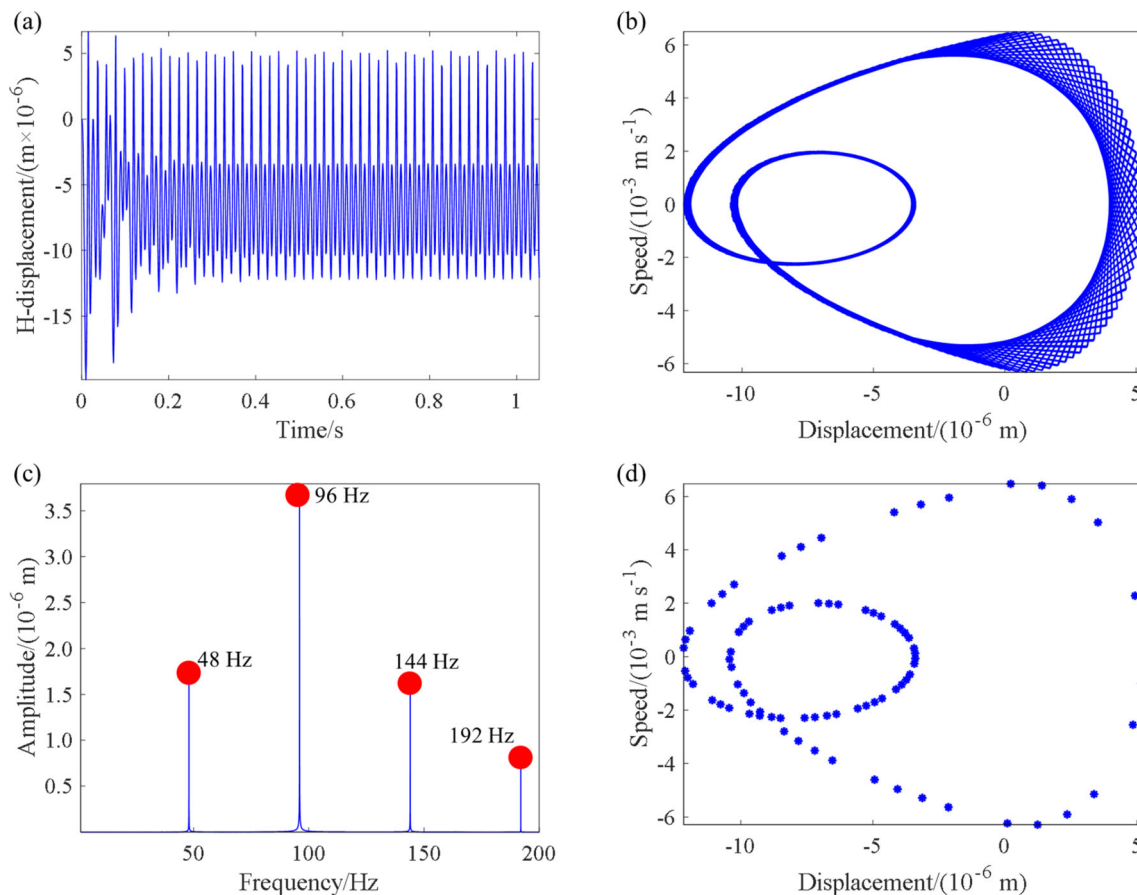 (a)
H-displacement/(m×10⁻⁶)
5
0
-5
-10
-15
0
0.2
0.4
0.6
0.8
1
Time/s
(b)
Speed/(10⁻³ m s⁻¹)
6
4
2
0
-2
-4
-6
-10
-5
0
5
Displacement/(10⁻⁶ m)
(c)
Amplitude/(10⁻⁶ m)
3.5
3.0
2.5
2.0
1.5
1.0
0.5
96 Hz
48 Hz
144 Hz
192 Hz
50
100
150
200
Frequency/Hz
(d)
Speed/(10⁻³ m s⁻¹)
6
4
2
0
-2
-4
-6
-10
-5
0
5
Displacement/(10⁻⁶ m)